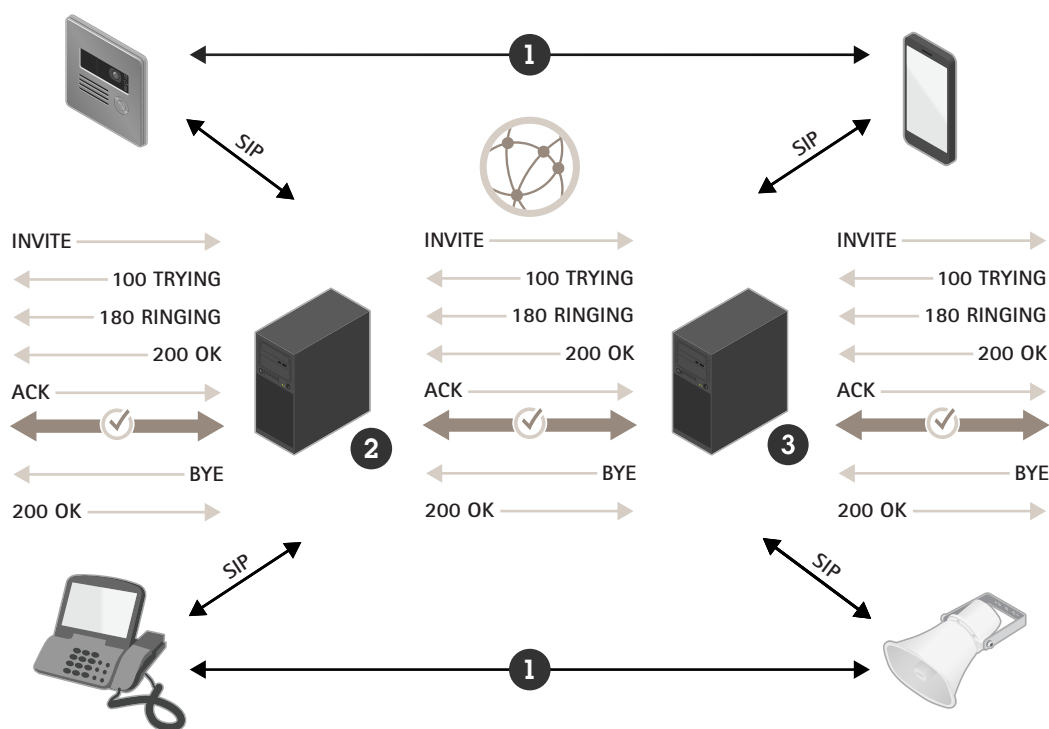 1
SIP
SIP
INVITE
100 TRYING
180 RINGING
200 OK
ACK
BYE
200 OK
INVITE
100 TRYING
180 RINGING
200 OK
ACK
BYE
200 OK
INVITE
100 TRYING
180 RINGING
200 OK
ACK
BYE
200 OK
2
3
SIP
SIP
1